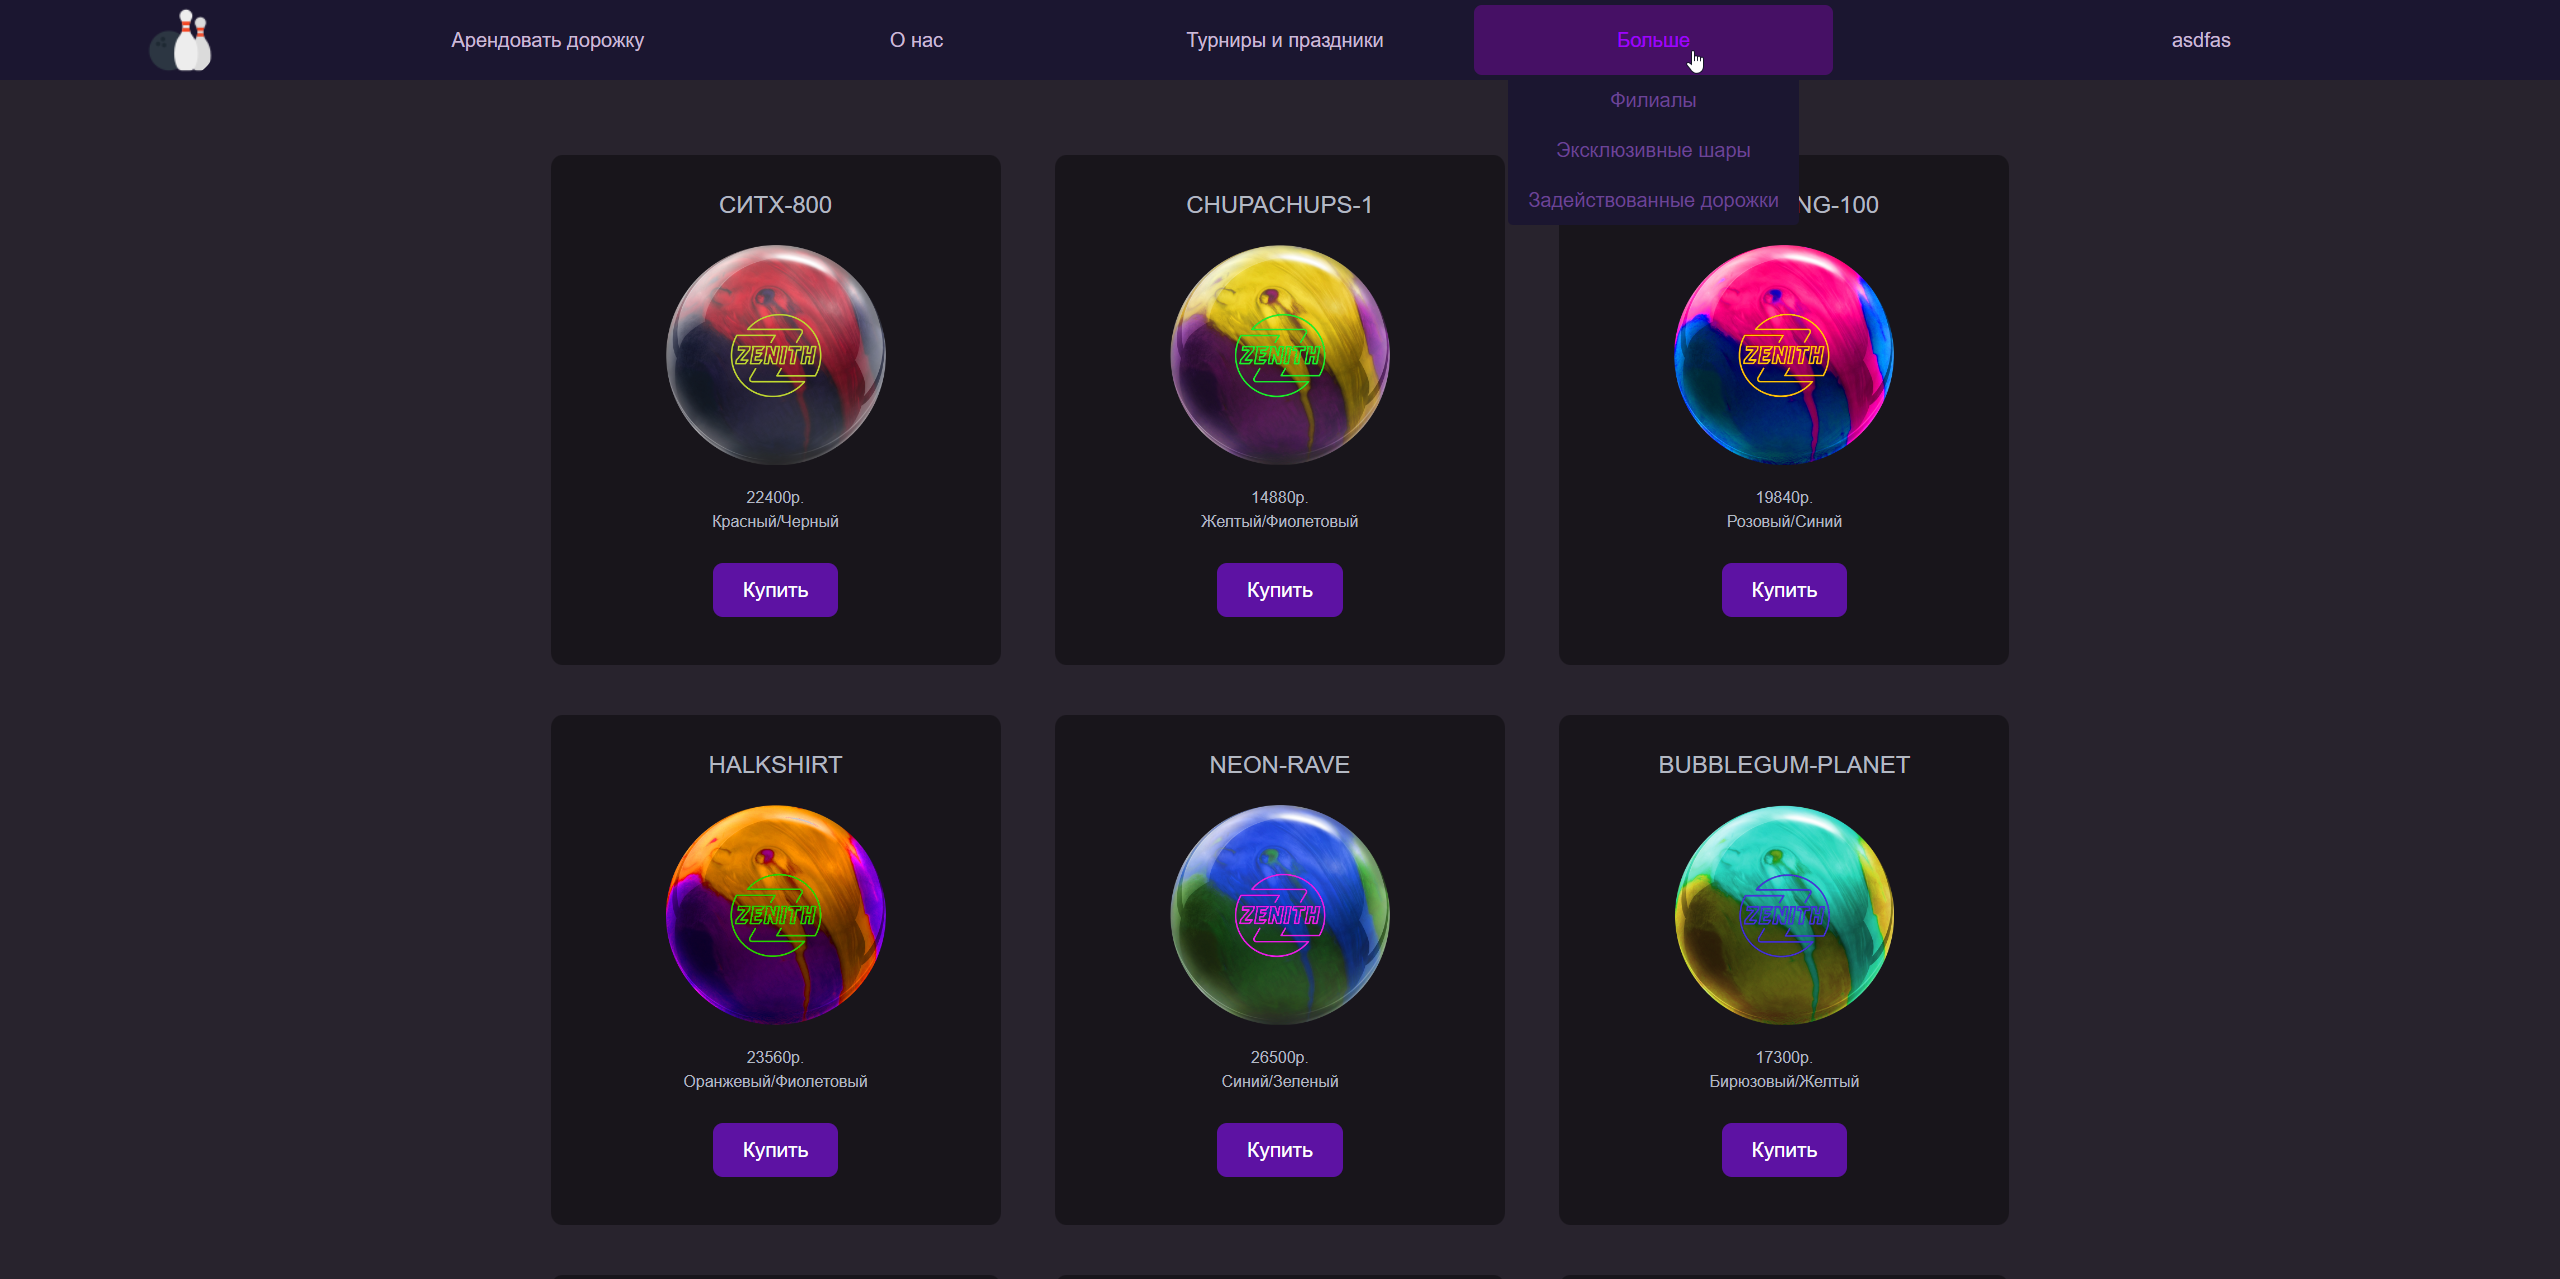 Арендовать дорожку
О нас
Турниры и праздники
Больше
asdfas
Филиалы
Эксклюзивные шары
Задействованные дорожки
СИТХ-800
CHUPACHUPS-1
NG-100
ZENITH
ZENITH
ZENITH
22400р.
14880р.
19840р.
Красный/Черный
Желтый/Фиолетовый
Розовый/Синий
Купить
Купить
Купить
HALKSHIRT
NEON-RAVE
BUBBLEGUM-PLANET
ZENITH
ZENITH
ZENITH
23560р.
26500р.
17300р.
Оранжевый/Фиолетовый
Синий/Зеленый
Бирюзовый/Желтый
Купить
Купить
Купить